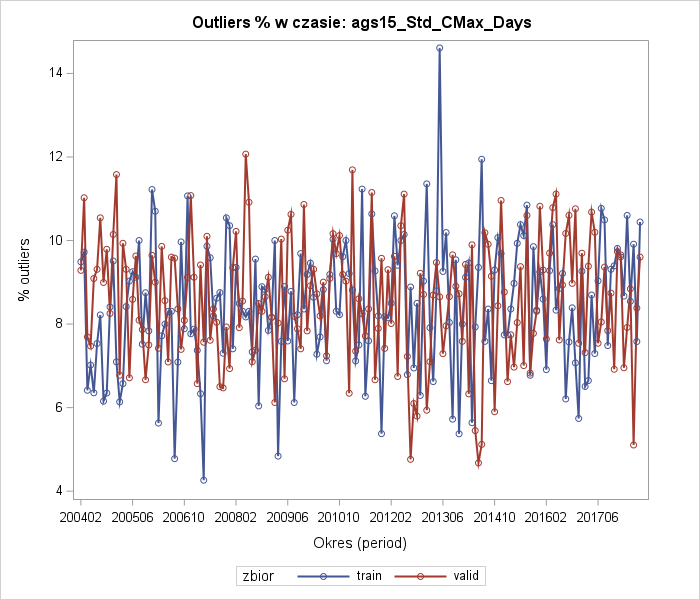 Outliers % w czasie: ags15_Std_CMax_Days
% outliers
14
12
10
8
6
4
200402 200506 200610 200802 200906 201010 201202 201306 201410 201602 201706
Okres (period)
zbior train valid